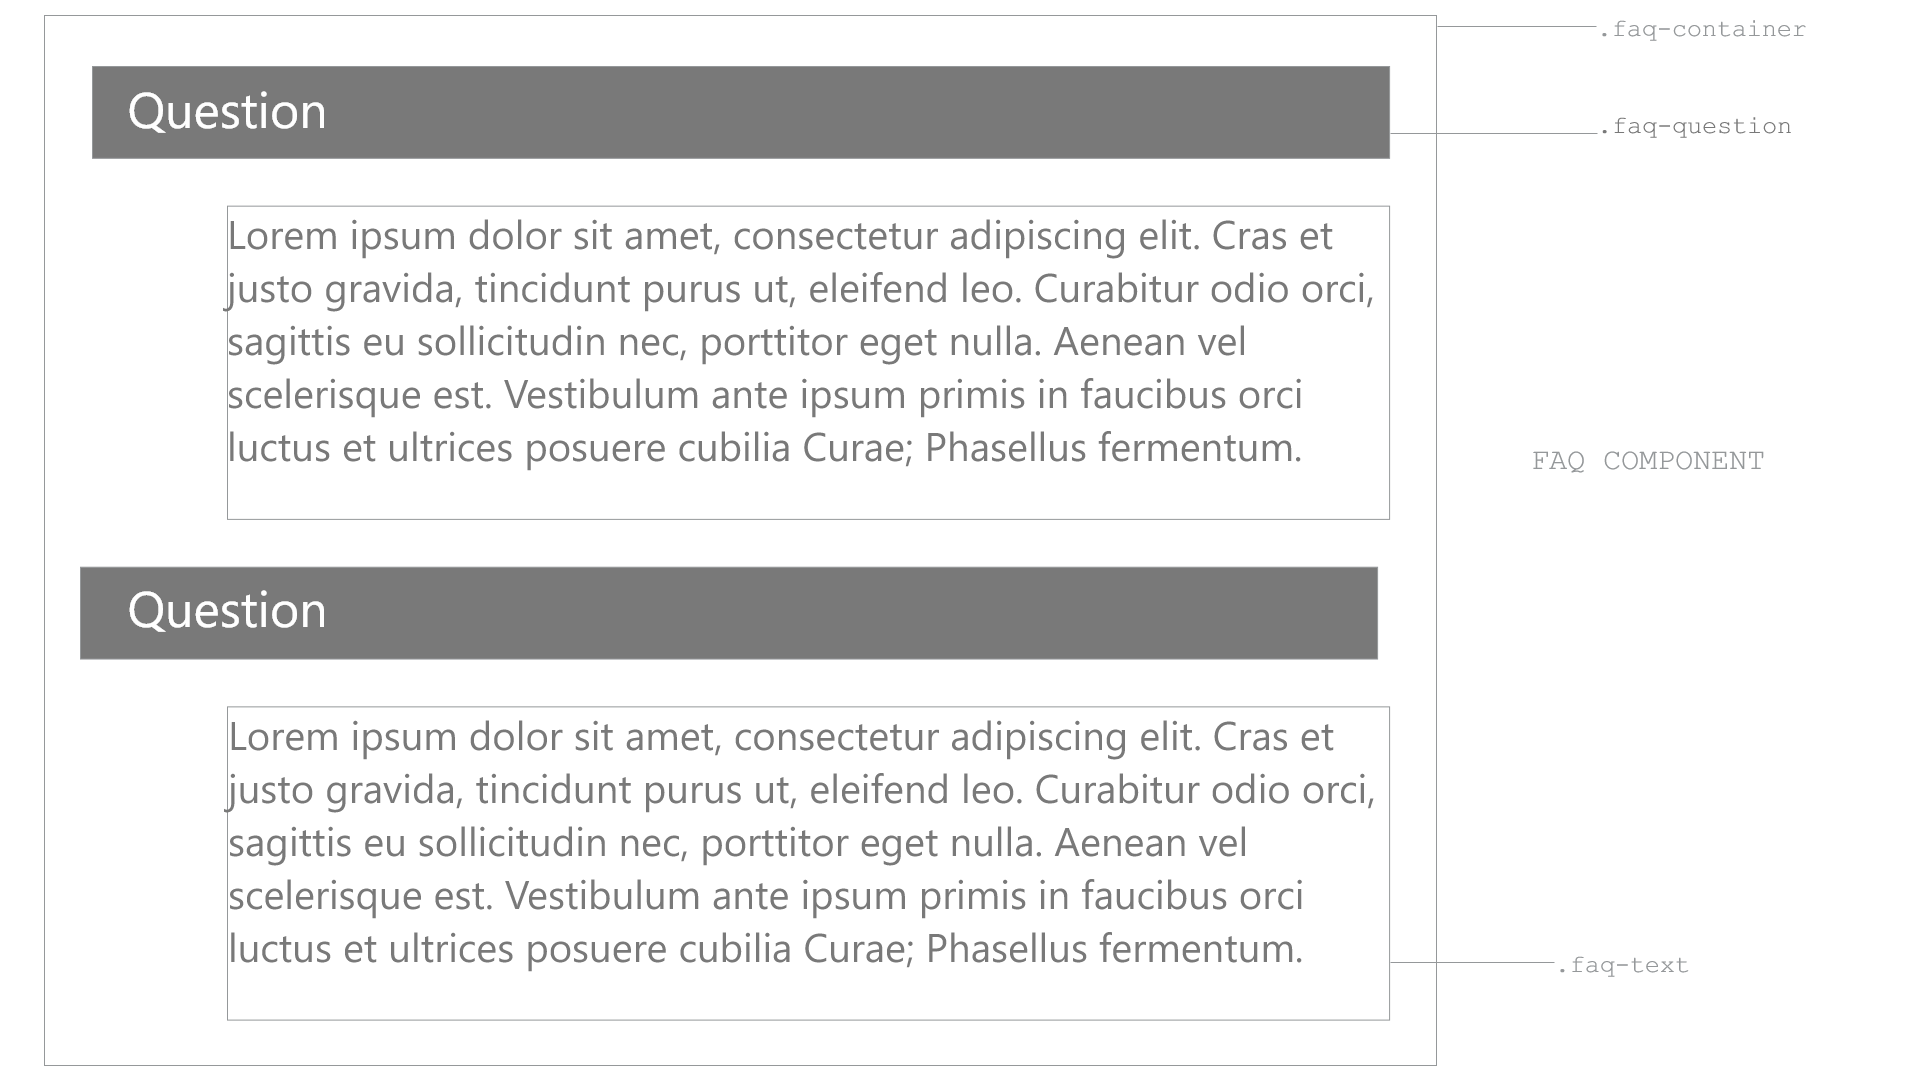 .faq-container
Question
.faq-question
Lorem ipsum dolor sit amet, consectetur adipiscing elit. Cras et
justo gravida, tincidunt purus ut, eleifend leo. Curabitur odio orci,
sagittis eu sollicitudin nec, porttitor eget nulla. Aenean vel
scelerisque est. Vestibulum ante ipsum primis in faucibus orci
luctus et ultrices posuere cubilia Curae; Phasellus fermentum.
FAQ COMPONENT
Question
Lorem ipsum dolor sit amet, consectetur adipiscing elit. Cras et
justo gravida, tincidunt purus ut, eleifend leo. Curabitur odio orci,
sagittis eu sollicitudin nec, porttitor eget nulla. Aenean vel
scelerisque est. Vestibulum ante ipsum primis in faucibus orci
luctus et ultrices posuere cubilia Curae; Phasellus fermentum.
.faq-text